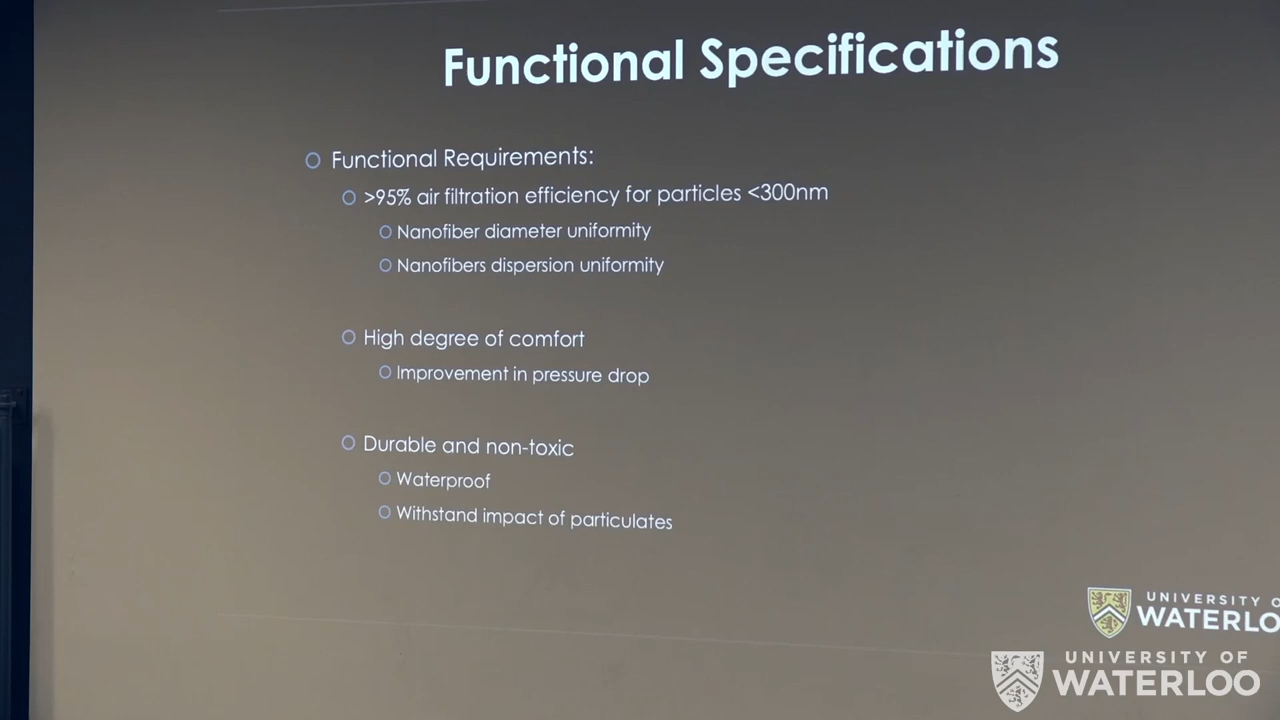 Functional Specifications
Functional Requirements:
>95% air filtration efficiency for particles <300nm
Nanofiber diameter uniformity
Nanofibers dispersion uniformity
High degree of comfort
Improvement in pressure drop
Durable and non-toxic
Waterproof
Withstand impact of particulates
UNIVERSITY O
WATERLO
UNIVERSITY OF
WATERLOO